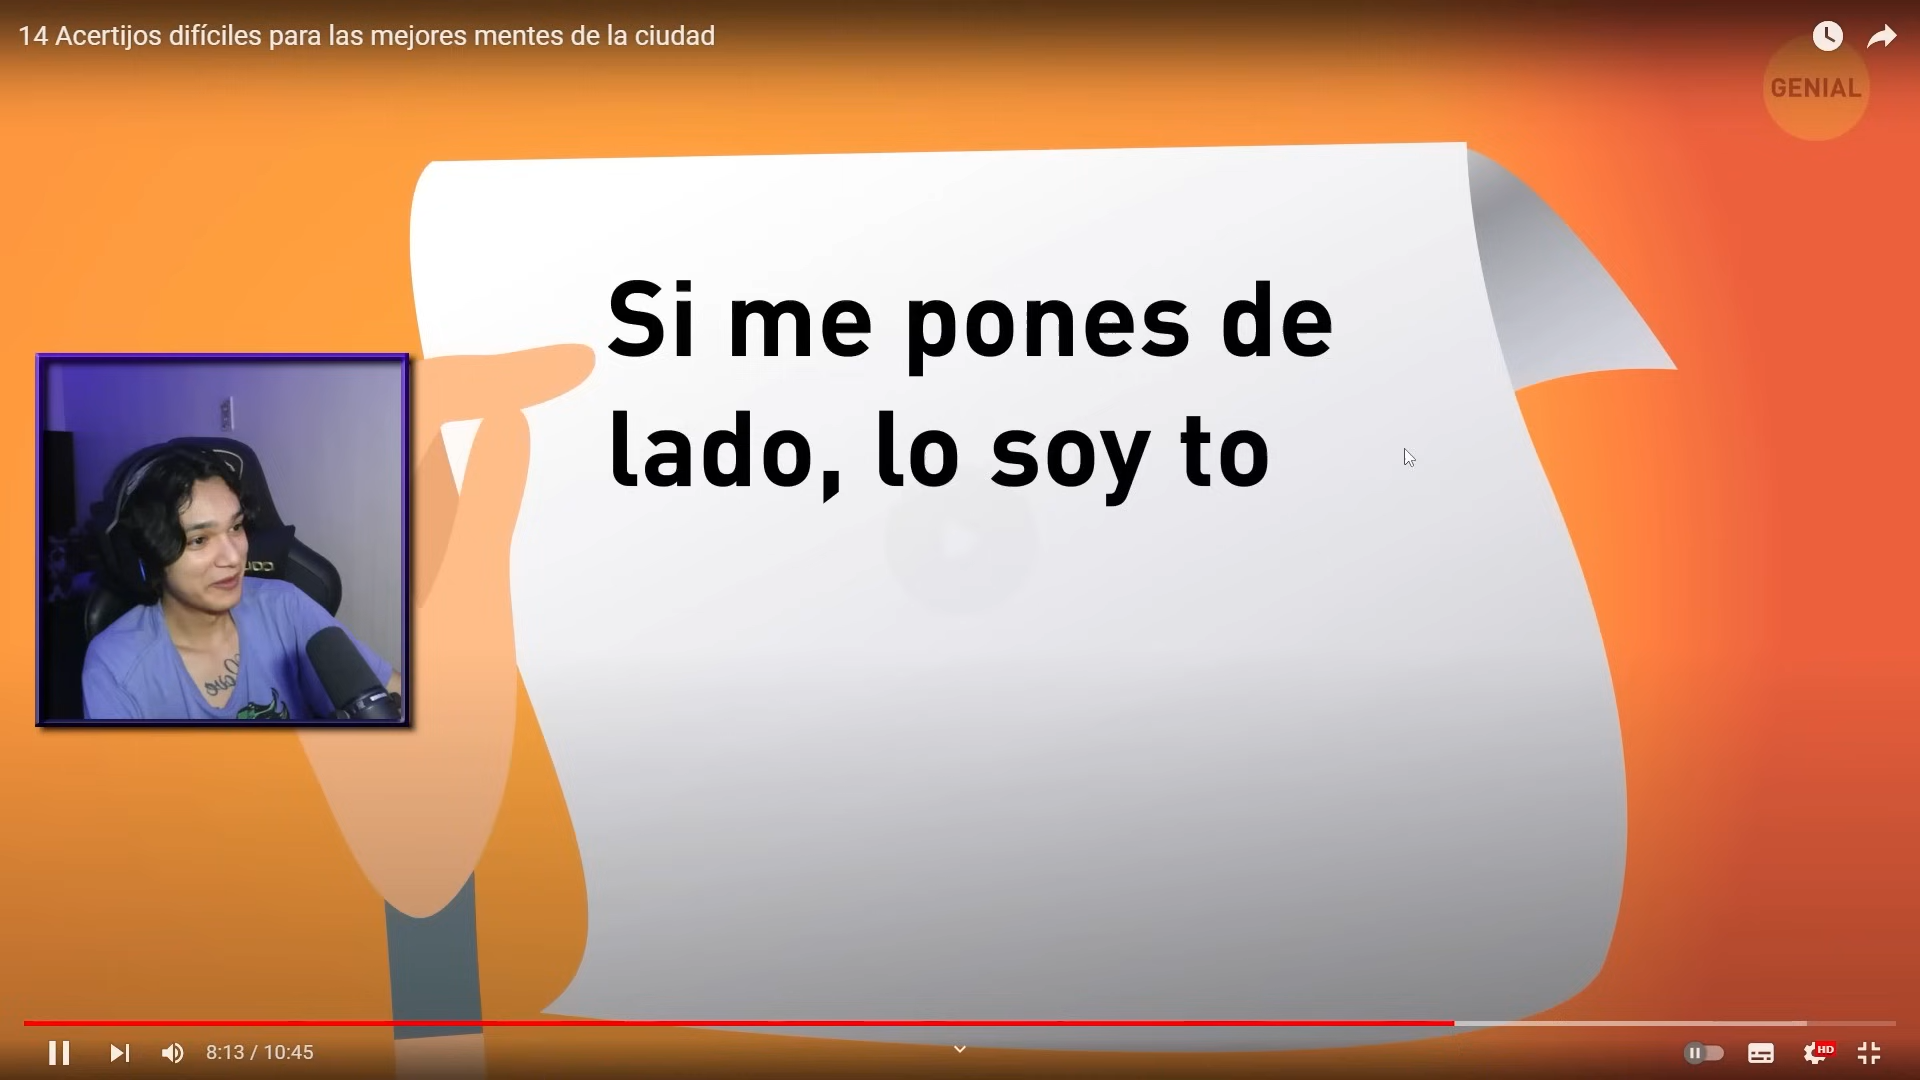 14 Acertijos difíciles para las mejores mentes de la ciudad
GENIAL
Si me pones de
lado, lo soy to
8:13 / 10:45
HD